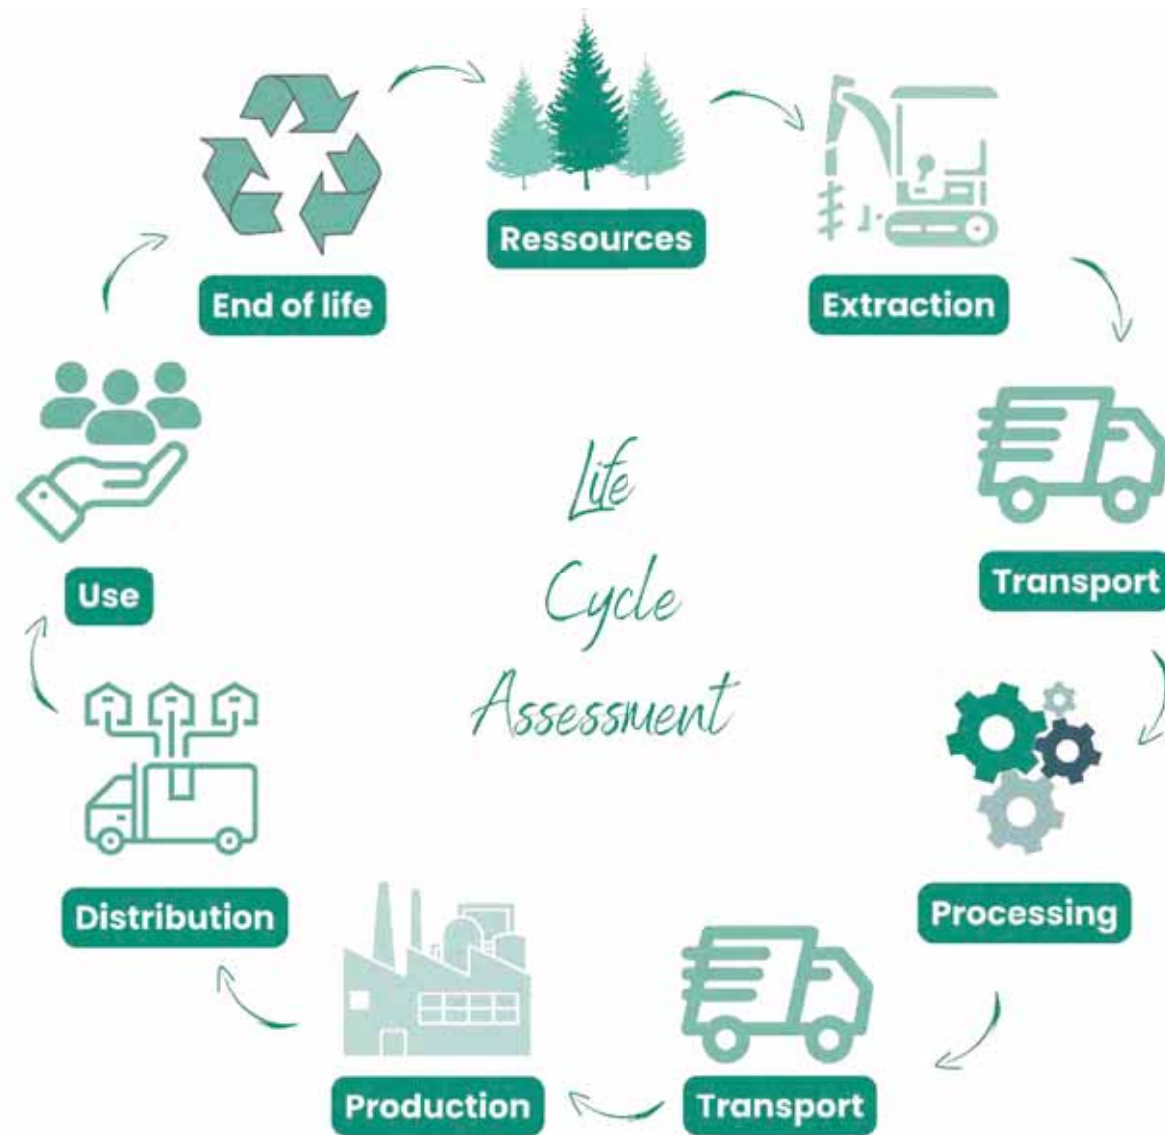 Ressources
End of life
Extraction
Life
Cycle
Assessment
Use
Transport
Distribution
Processing
Production
Transport